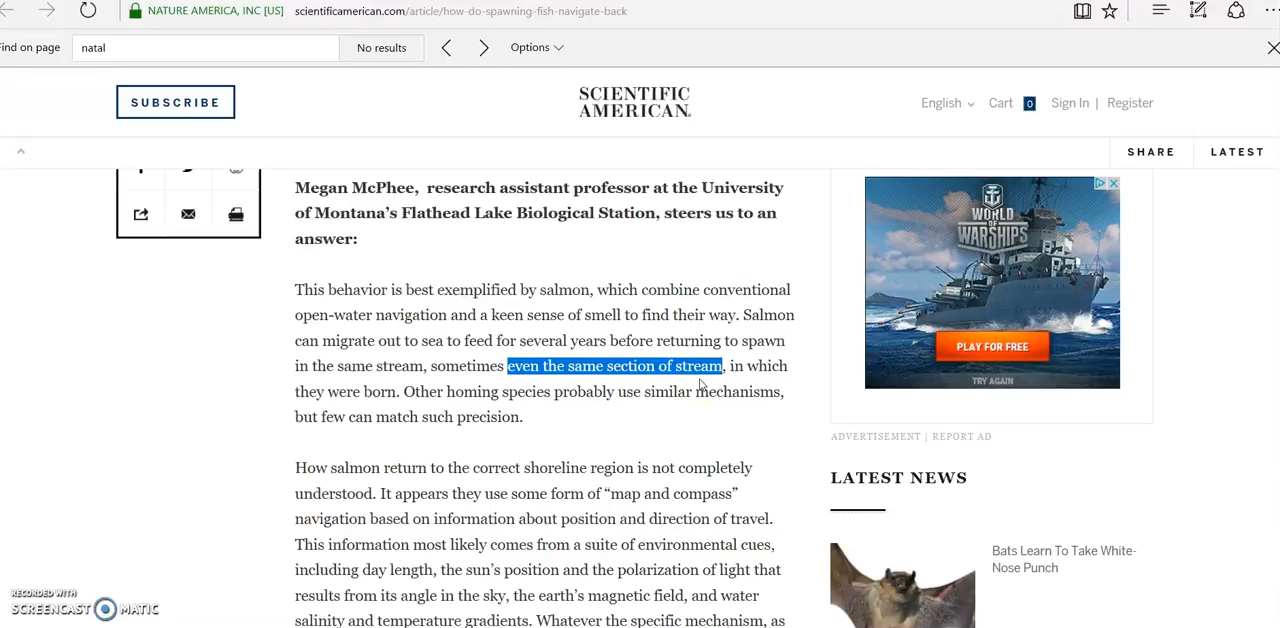 NATURE AMERICA, INC [US] scientificamerican.com/article/how-do-spawning-fish-navigate-back
ind on page natal No results Options
SUBSCRIBE
SCIENTIFIC
AMERICAN
English Cart 0 Sign In | Register
SHARE LATEST
Megan McPhee, research assistant professor at the University
of Montana’s Flathead Lake Biological Station, steers us to an
answer:
This behavior is best exemplified by salmon, which combine conventional
open-water navigation and a keen sense of smell to find their way. Salmon
can migrate out to sea to feed for several years before returning to spawn
in the same stream, sometimes even the same section of stream, in which
they were born. Other homing species probably use similar mechanisms,
but few can match such precision.
How salmon return to the correct shoreline region is not completely
understood. It appears they use some form of “map and compass”
navigation based on information about position and direction of travel.
This information most likely comes from a suite of environmental cues,
including day length, the sun’s position and the polarization of light that
results from its angle in the sky, the earth’s magnetic field, and water
salinity and temperature gradients. Whatever the specific mechanism, as
WORLD
OF
WARSHIPS
PLAY FOR FREE
TRY AGAIN
ADVERTISEMENT | REPORT AD
LATEST NEWS
Bats Learn To Take White-
Nose Punch
RECORDED WITH
SCREENCAST MATIC